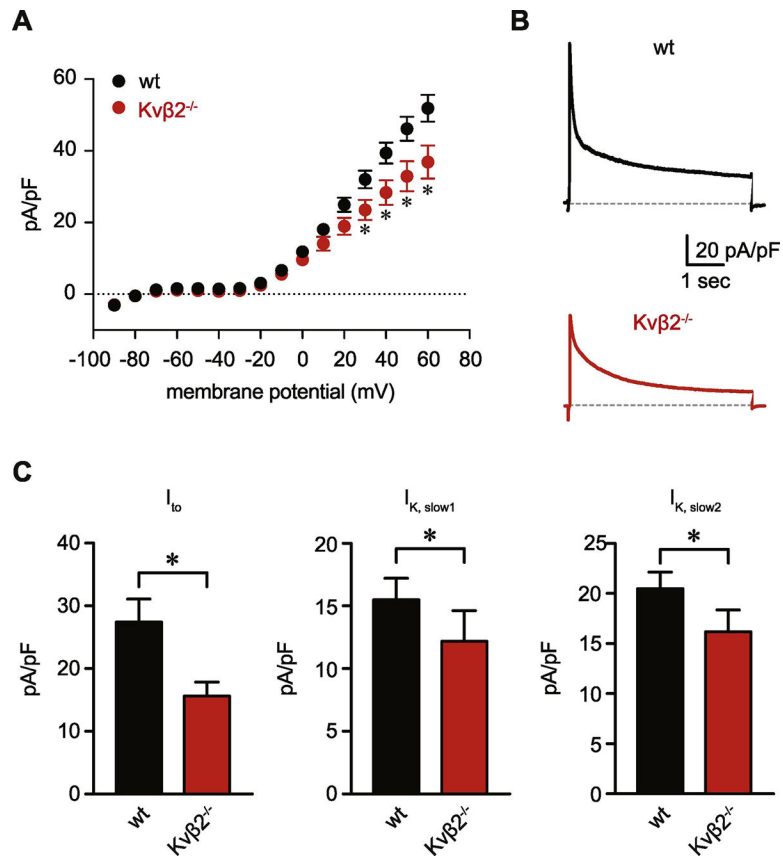 A
wt
Kvβ2⁻/⁻
pA/pF
60
40
20
0
* * * *
-100 -80 -60 -40 -20 0 20 40 60 80
membrane potential (mV)
B
wt
20 pA/pF
1 sec
Kvβ2⁻/⁻
C
Ito
*
pA/pF
40
30
20
10
0
wt
Kvβ2⁻/⁻
IK, slow1
*
pA/pF
20
15
10
5
0
wt
Kvβ2⁻/⁻
IK, slow2
*
pA/pF
25
20
15
10
5
0
wt
Kvβ2⁻/⁻